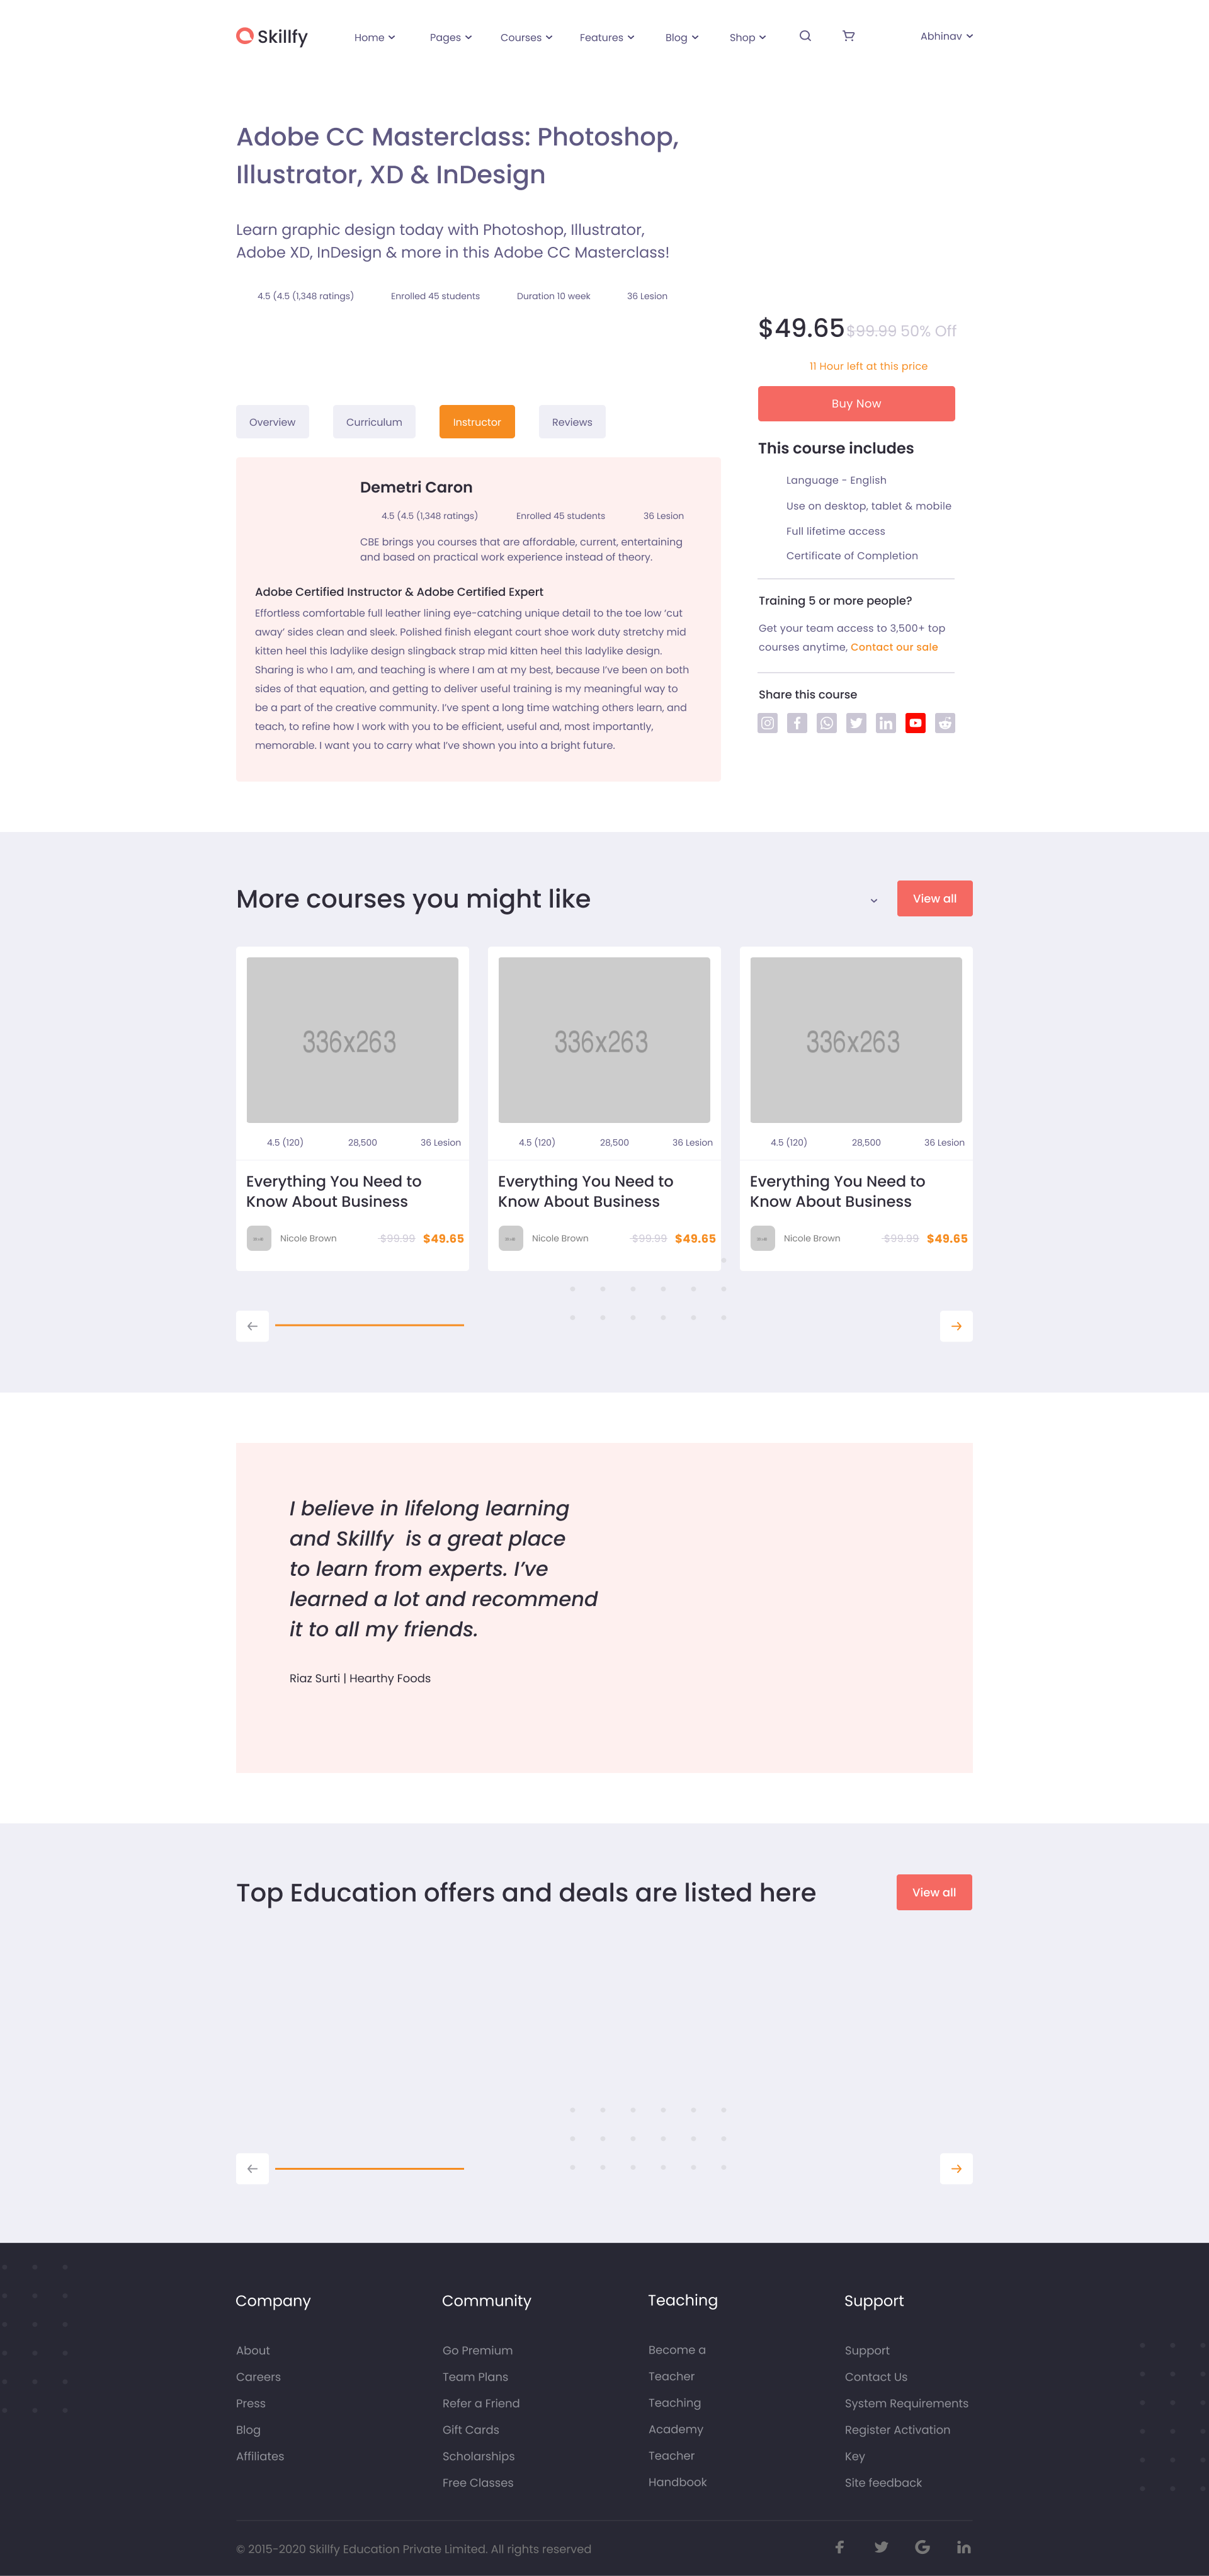 Skillfy
Home Pages Courses Features Blog Shop Abhinav
Adobe CC Masterclass: Photoshop,
Illustrator, XD & InDesign
Learn graphic design today with Photoshop, Illustrator,
Adobe XD, InDesign & more in this Adobe CC Masterclass!
4.5 (4.5 (1,348 ratings) Enrolled 45 students Duration 10 week 36 Lesion
$49.65 $99.99 50% Off
11 Hour left at this price
Buy Now
This course includes
Language - English
Use on desktop, tablet & mobile
Full lifetime access
Certificate of Completion
Training 5 or more people?
Get your team access to 3,500+ top
courses anytime, Contact our sale
Share this course
Overview Curriculum Instructor Reviews
Demetri Caron
4.5 (4.5 (1,348 ratings) Enrolled 45 students 36 Lesion
CBE brings you courses that are affordable, current, entertaining
and based on practical work experience instead of theory.
Adobe Certified Instructor & Adobe Certified Expert
Effortless comfortable full leather lining eye-catching unique detail to the toe low ‘cut
away’ sides clean and sleek. Polished finish elegant court shoe work duty stretchy mid
kitten heel this ladylike design slingback strap mid kitten heel this ladylike design.
Sharing is who I am, and teaching is where I am at my best, because I’ve been on both
sides of that equation, and getting to deliver useful training is my meaningful way to
be a part of the creative community. I’ve spent a long time watching others learn, and
teach, to refine how I work with you to be efficient, useful and, most importantly,
memorable. I want you to carry what I’ve shown you into a bright future.
More courses you might like
View all
336x263
4.5 (120) 28,500 36 Lesion
Everything You Need to
Know About Business
Nicole Brown $99.99 $49.65
336x263
4.5 (120) 28,500 36 Lesion
Everything You Need to
Know About Business
Nicole Brown $99.99 $49.65
336x263
4.5 (120) 28,500 36 Lesion
Everything You Need to
Know About Business
Nicole Brown $99.99 $49.65
I believe in lifelong learning
and Skillfy is a great place
to learn from experts. I’ve
learned a lot and recommend
it to all my friends.
Riaz Surti | Hearthy Foods
Top Education offers and deals are listed here
View all
Company
About
Careers
Press
Blog
Affiliates
Community
Go Premium
Team Plans
Refer a Friend
Gift Cards
Scholarships
Free Classes
Teaching
Become a
Teacher
Teaching
Academy
Teacher
Handbook
Support
Support
Contact Us
System Requirements
Register Activation
Key
Site feedback
© 2015-2020 Skillfy Education Private Limited. All rights reserved